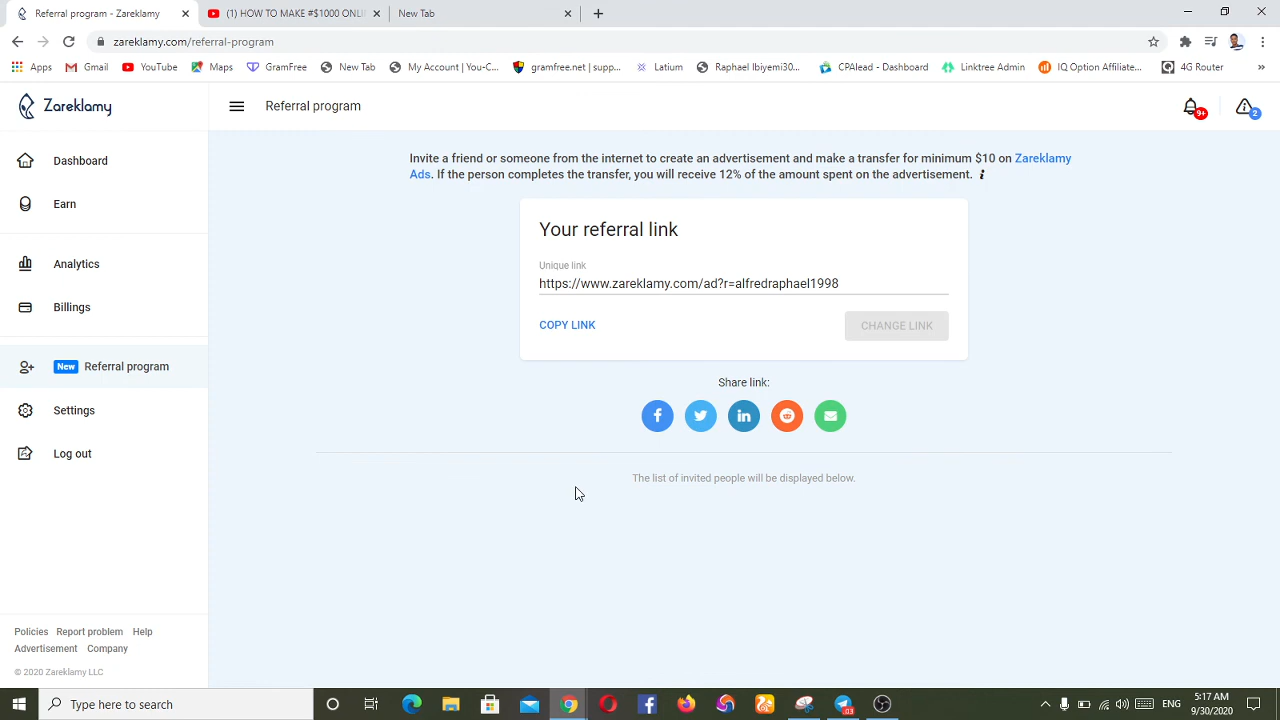 Referral program - Zareklamy
(1) HOW TO MAKE #$1000 ONLI
New Tab
zareklamy.com/referral-program
Apps
Gmail
YouTube
Maps
GramFree
New Tab
My Account | You-C...
gramfree.net | supp...
Latium
Raphael Ibiyemi30...
CPAlead - Dashboard
Linktree Admin
IQ Option Affiliate...
4G Router
»
Zareklamy
Referral program
9+
2
Dashboard
Earn
Analytics
Billings
New Referral program
Settings
Log out
Policies Report problem Help
Advertisement Company
© 2020 Zareklamy LLC
Invite a friend or someone from the internet to create an advertisement and make a transfer for minimum $10 on Zareklamy
Ads. If the person completes the transfer, you will receive 12% of the amount spent on the advertisement. i
Your referral link
Unique link
https://www.zareklamy.com/ad?r=alfredraphael1998
COPY LINK
CHANGE LINK
Share link:
The list of invited people will be displayed below.
Type here to search
03
5:17 AM
9/30/2020